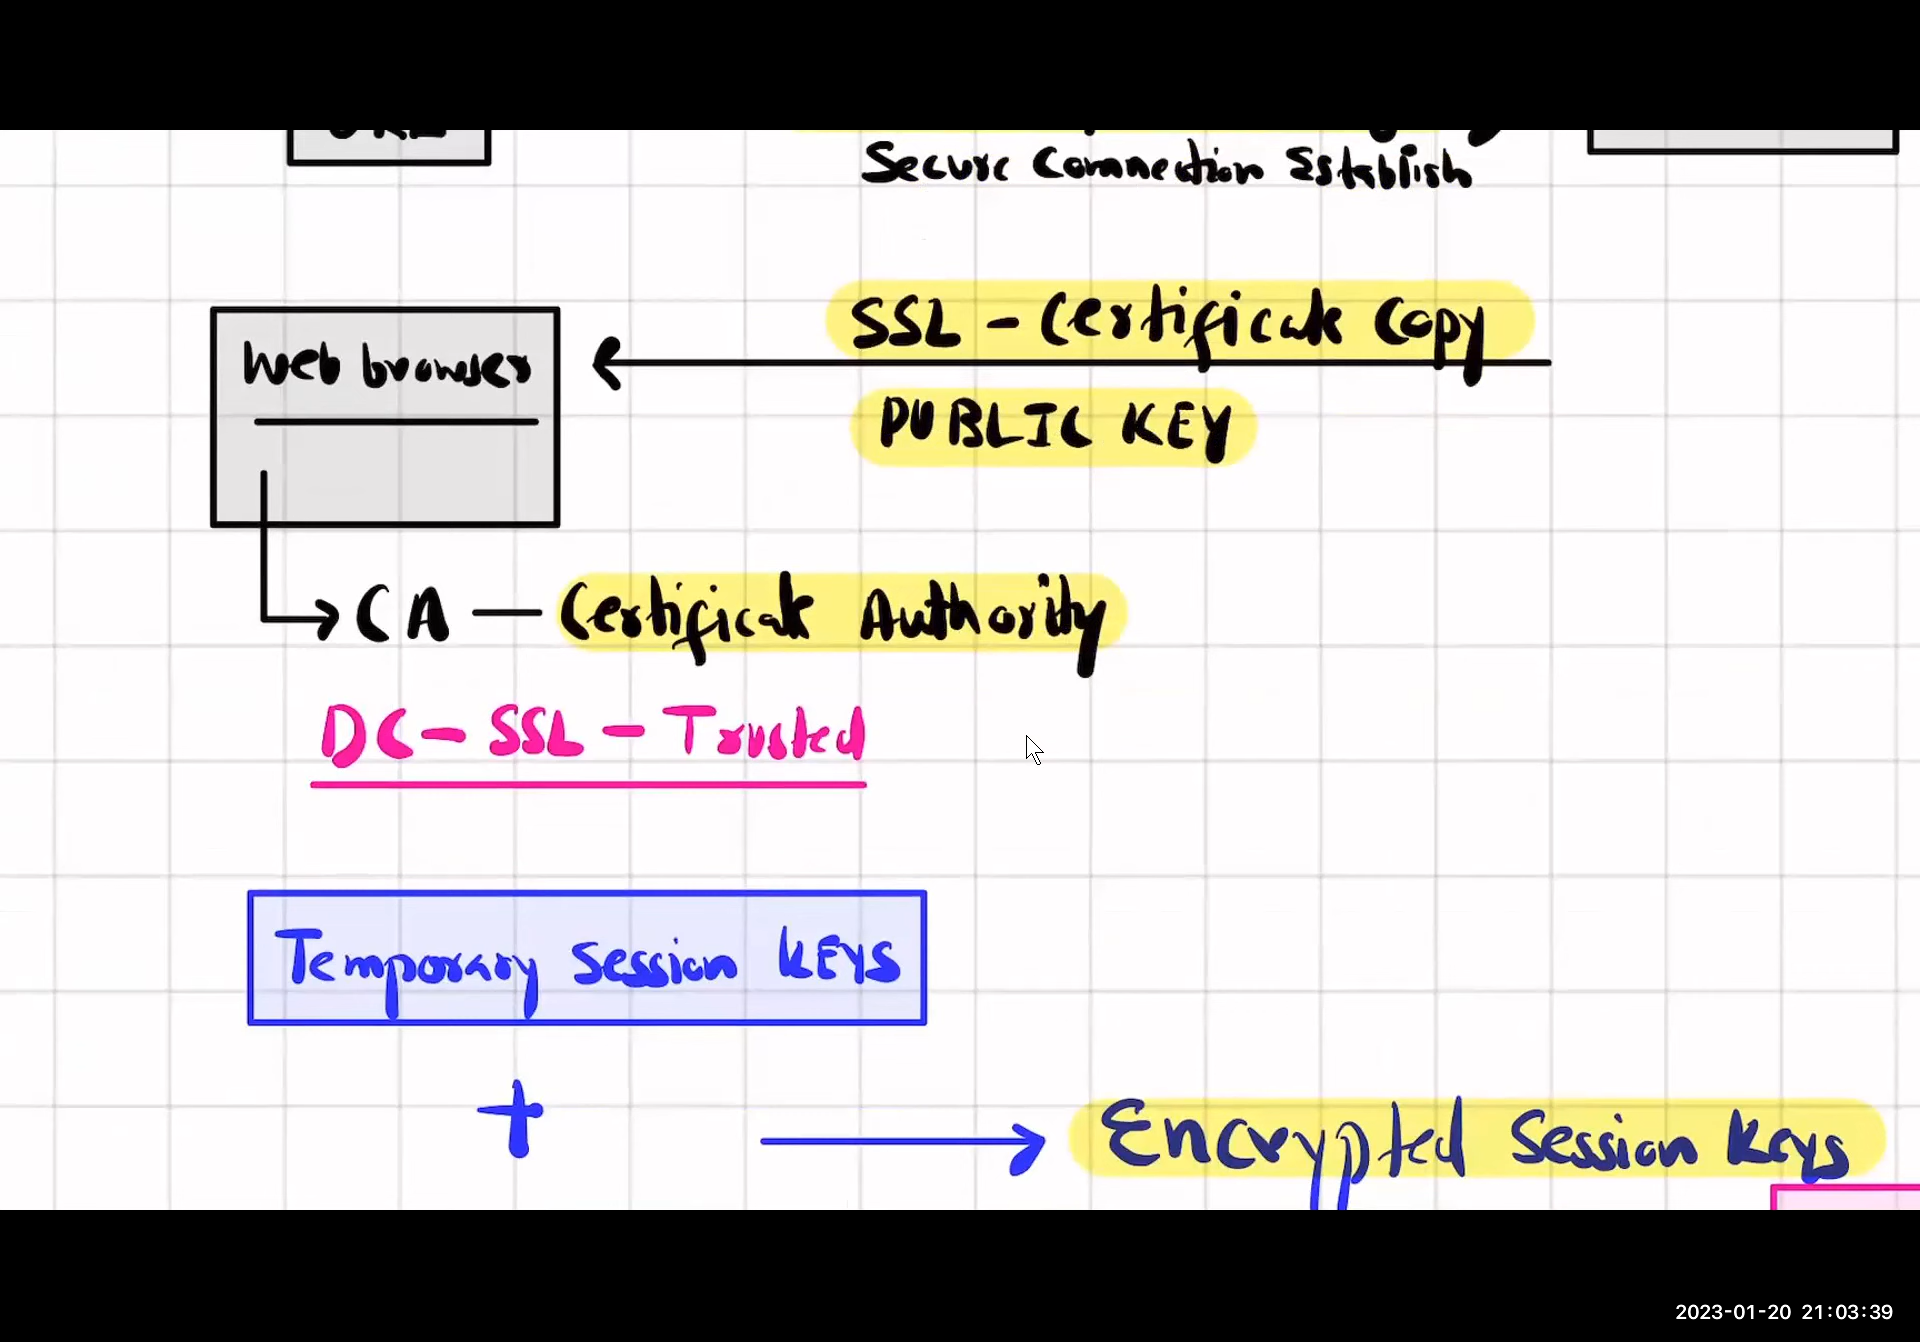 URL
Secure Connection Establish
SSL - Certificate Copy
Web browser
PUBLIC KEY
CA — Certificate Authority
DC - SSL - Trusted
Temporary Session KEYS
+
Encrypted Session Keys
2023-01-20 21:03:39